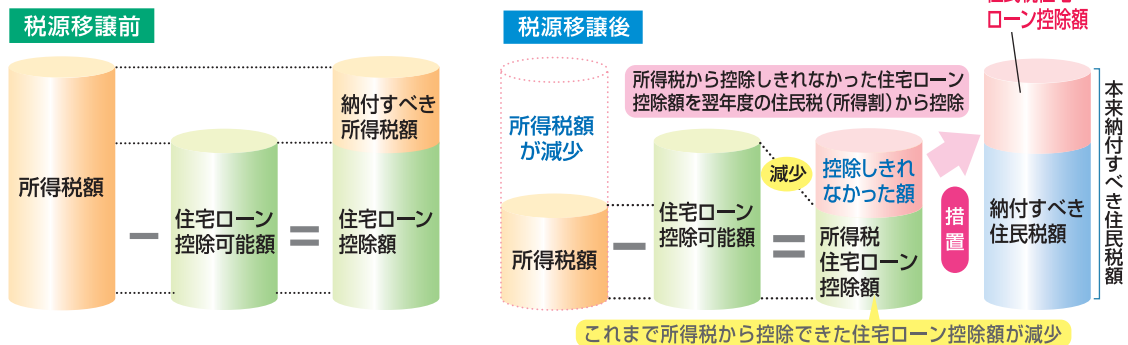 税源移譲前
所得税額
－
住宅ローン
控除可能額
＝
納付すべき
所得税額
住宅ローン
控除額
税源移譲後
所得税額
が減少
所得税額
－
住宅ローン
控除可能額
＝
減少
控除しきれ
なかった額
所得税
住宅ローン
控除額
これまで所得税から控除できた住宅ローン控除額が減少
所得税から控除しきれなかった住宅ローン
控除額を翌年度の住民税（所得割）から控除
措置
住民税住宅
ローン控除額
納付すべき
住民税額
本来納付すべき住民税額